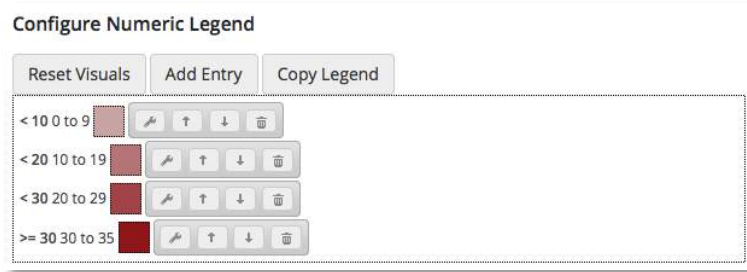 Configure Numeric Legend
Reset Visuals Add Entry Copy Legend
< 10 0 to 9
< 20 10 to 19
< 30 20 to 29
>= 30 30 to 35